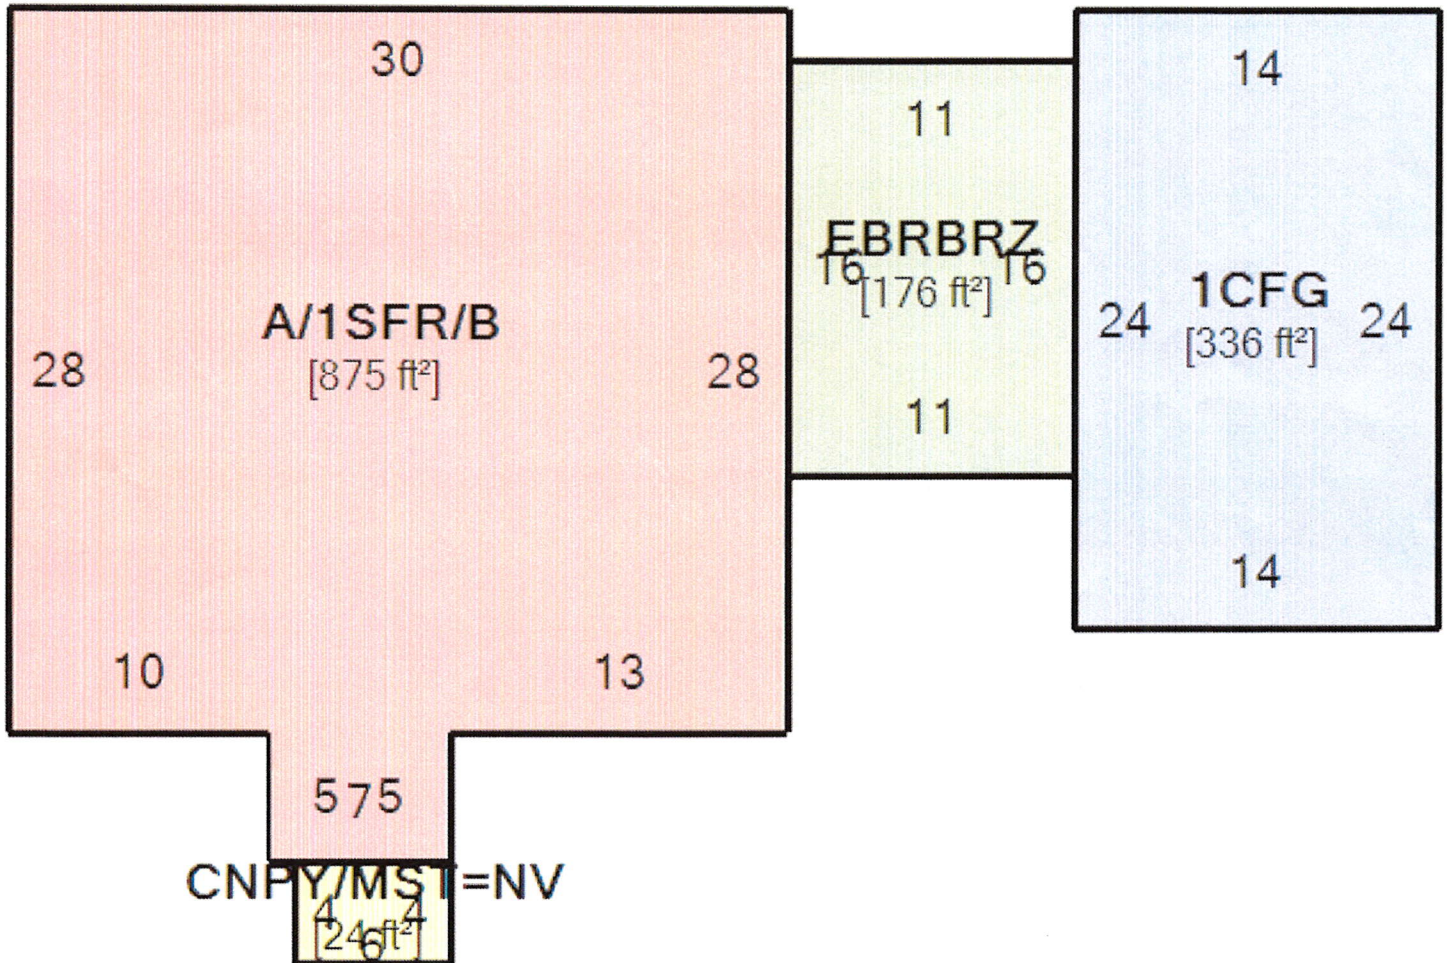 30
14
11
EBRBRZ
16 16
[176 ft²]
1CFG
24 24
[336 ft²]
A/1SFR/B
[875 ft²]
28 28
11
14
10 13
5 7 5
CNPY/MST=NV
4 4
[24 ft²]
6